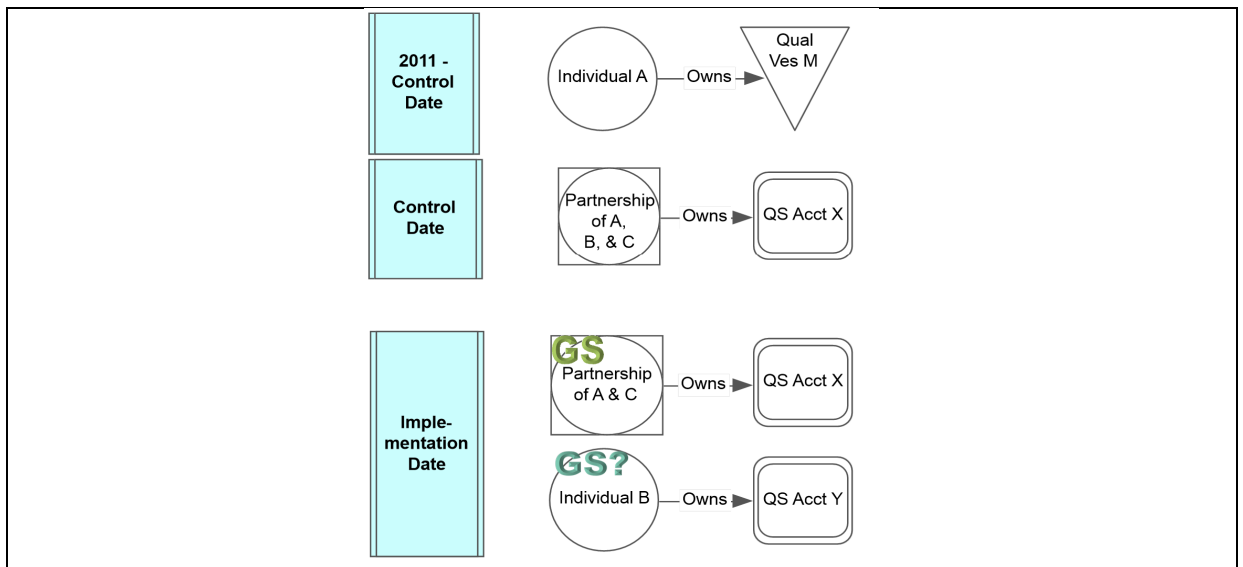 2011 -
Control
Date
Individual A
Owns
Qual
Ves M
Control
Date
Partnership
of A,
B, & C
Owns
QS Acct X
Imple-
mentation
Date
GS
Partnership
of A & C
Owns
QS Acct X
GS?
Individual B
Owns
QS Acct Y